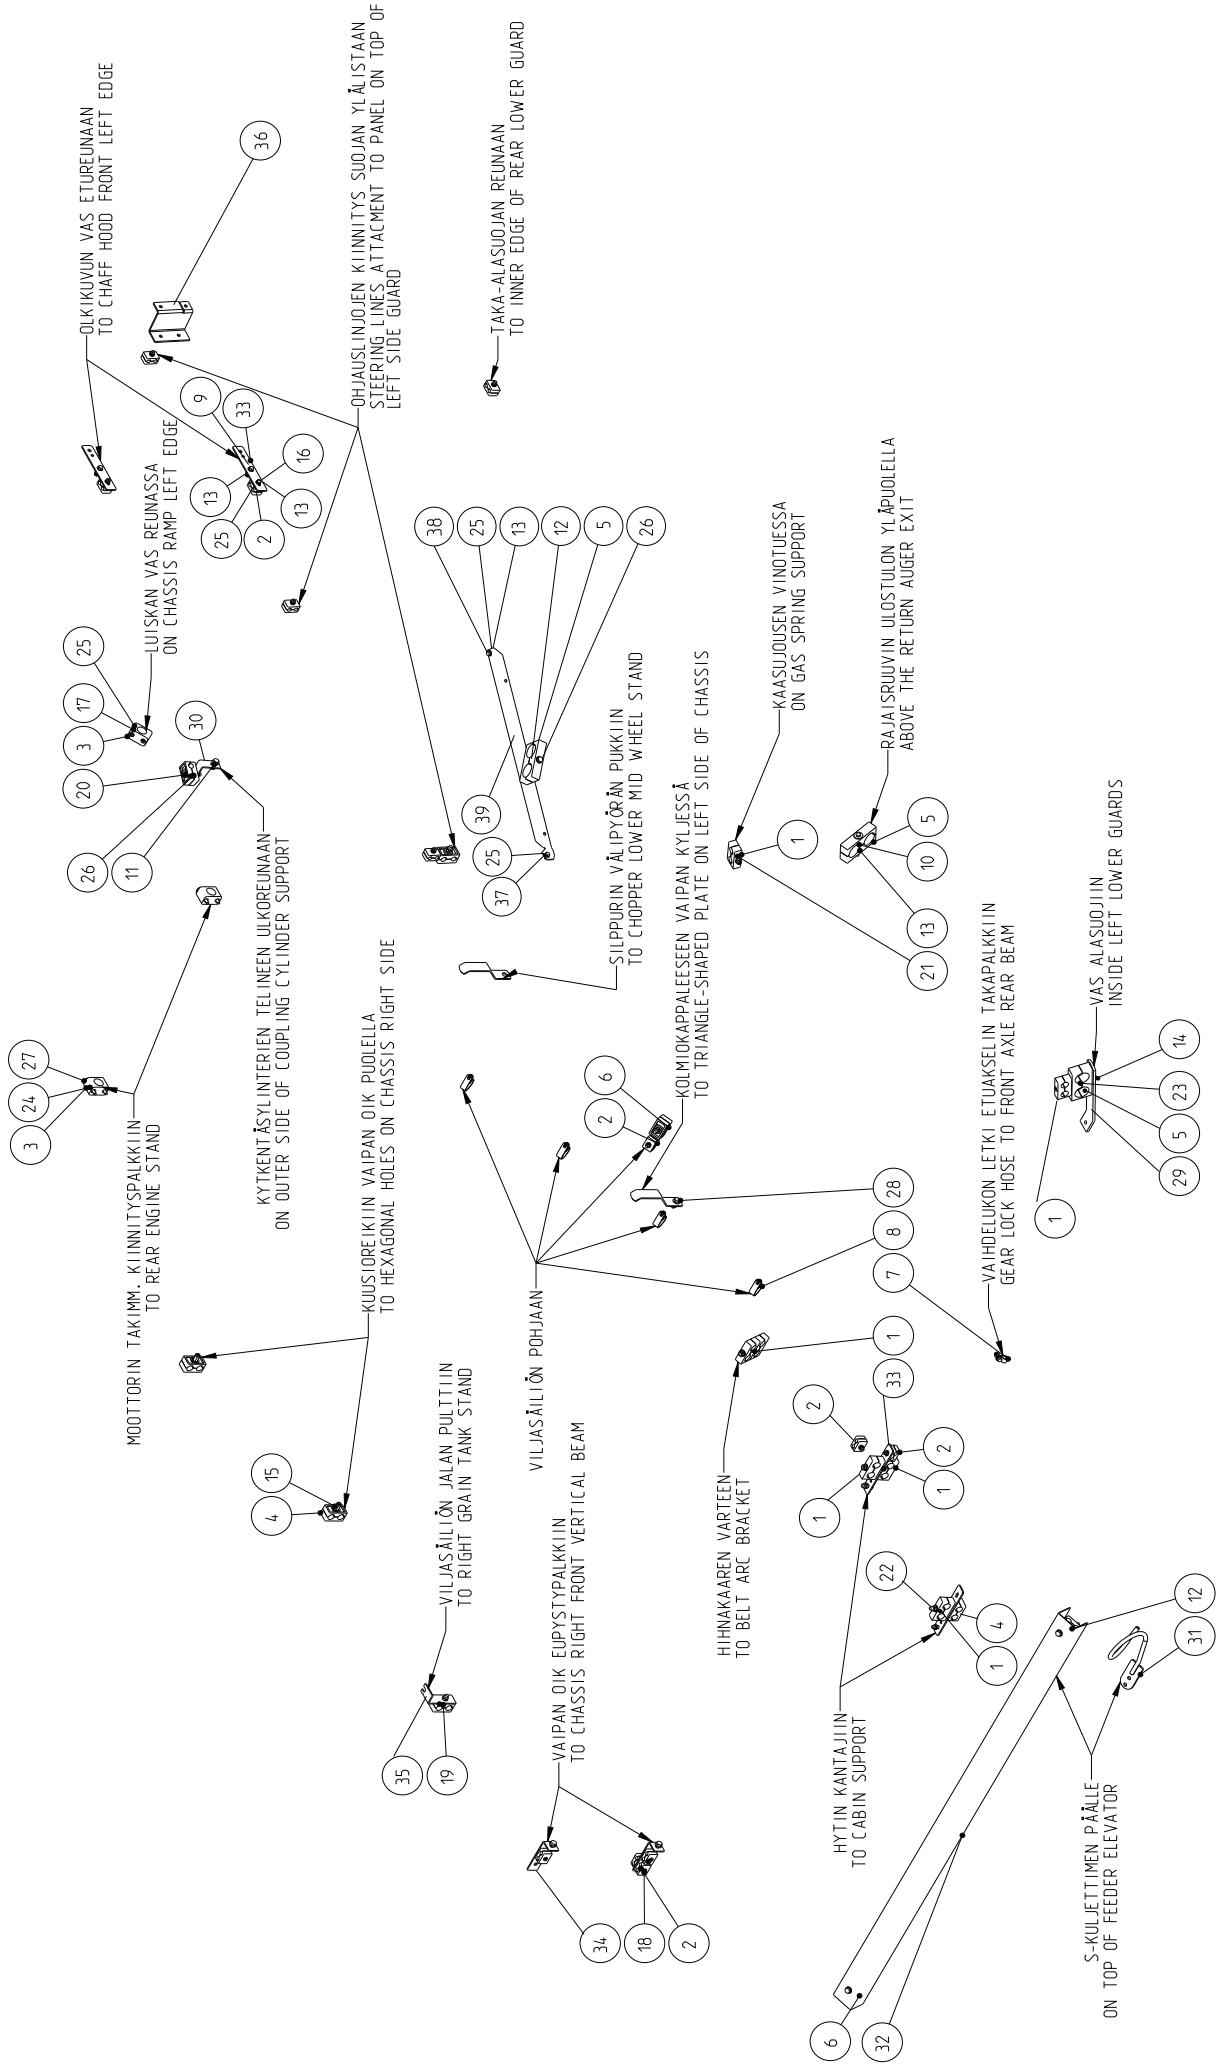 3
24
27
20
3
17
25
26
11
30
MOOTTORIN TAKIMM. KIINNITYSPALKKIIN
TO REAR ENGINE STAND
OLKIKUVUN VAS ETUREUNAAN
TO CHAFF HOOD FRONT LEFT EDGE
LUISKAN VAS REUNASSA
ON CHASSIS RAMP LEFT EDGE
9
33
13
25
2
13
16
36
KYTKENTÄSYLINTERIEN TELINEEN ULKOREUNAAN
ON OUTER SIDE OF COUPLING CYLINDER SUPPORT
4
15
KUUSIOREIKIIN VAIPAN OIK PUOLELLA
TO HEXAGONAL HOLES ON CHASSIS RIGHT SIDE
OHJAUSLINJOJEN KIINNITYS SUOJAN YLÄLISTAAN
STEERING LINES ATTACMENT TO PANEL ON TOP OF
LEFT SIDE GUARD
35
19
VILJASÄILIÖN JALAN PULTTIIN
TO RIGHT GRAIN TANK STAND
38
25
13
12
5
26
39
25
37
TAKA-ALASUOJAN REUNAAN
TO INNER EDGE OF REAR LOWER GUARD
VILJASÄILIÖN POHJAAN
VAIPAN OIK EUPYSTYPALKKIIN
TO CHASSIS RIGHT FRONT VERTICAL BEAM
34
18
2
2
6
SILPPURIN VÄLIPYÖRÄN PUKKIIN
TO CHOPPER LOWER MID WHEEL STAND
KOLMIOKAPPALEESEEN VAIPAN KYLJESSÄ
TO TRIANGLE-SHAPED PLATE ON LEFT SIDE OF CHASSIS
HIHNAKAAREN VARTEEN
TO BELT ARC BRACKET
KAASUJOUSEN VINOTUESSA
ON GAS SPRING SUPPORT
1
21
28
8
7
1
33
2
1
2
1
HYTIN KANTAJIIN
TO CABIN SUPPORT
22
1
4
RAJAISRUUVIN ULOSTULON YLÄPUOLELLA
ABOVE THE RETURN AUGER EXIT
5
10
13
6
32
VAIHDELUKON LETKI ETUAKSELIN TAKAPALKKIIN
GEAR LOCK HOSE TO FRONT AXLE REAR BEAM
1
VAS ALASUOJIIN
INSIDE LEFT LOWER GUARDS
14
23
5
29
S-KULJETTIMEN PÄÄLLE
ON TOP OF FEEDER ELEVATOR
12
31